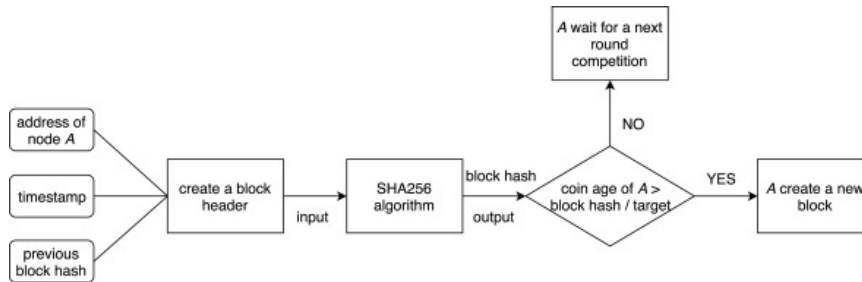 A wait for a next
round
competition
address of
node A
NO
timestamp
create a block
header
input
SHA256
algorithm
block hash
output
coin age of A >
block hash / target
YES
A create a new
block
previous
block hash